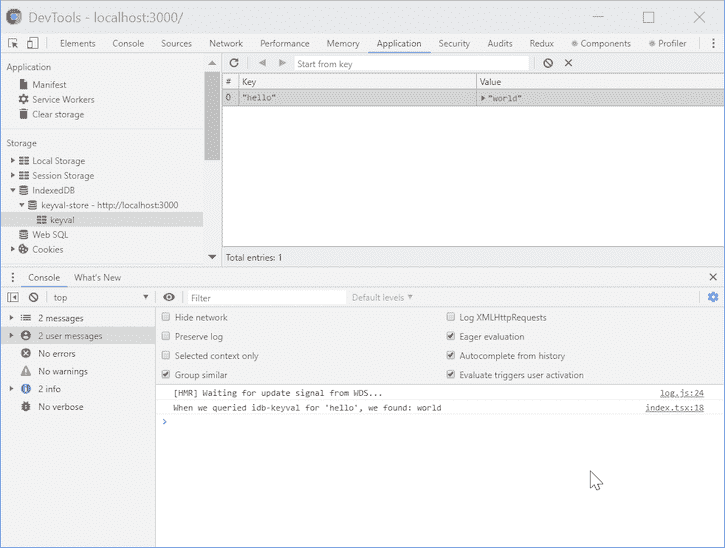 DevTools - localhost:3000/
Elements Console Sources Network Performance Memory Application Security Audits Redux Components Profiler
Application
Manifest
Service Workers
Clear storage
Storage
Local Storage
Session Storage
IndexedDB
keyval-store - http://localhost:3000
keyval
Web SQL
Cookies
Start from key
# Key Value
0 "hello" "world"
Total entries: 1
Console What's New
top Filter Default levels
2 messages
2 user messages
No errors
No warnings
2 info
No verbose
Hide network Log XMLHttpRequests
Preserve log Eager evaluation
Selected context only Autocomplete from history
Group similar Evaluate triggers user activation
[HMR] Waiting for update signal from WDS... log.js:24
When we queried idb-keyval for 'hello', we found: world index.tsx:18